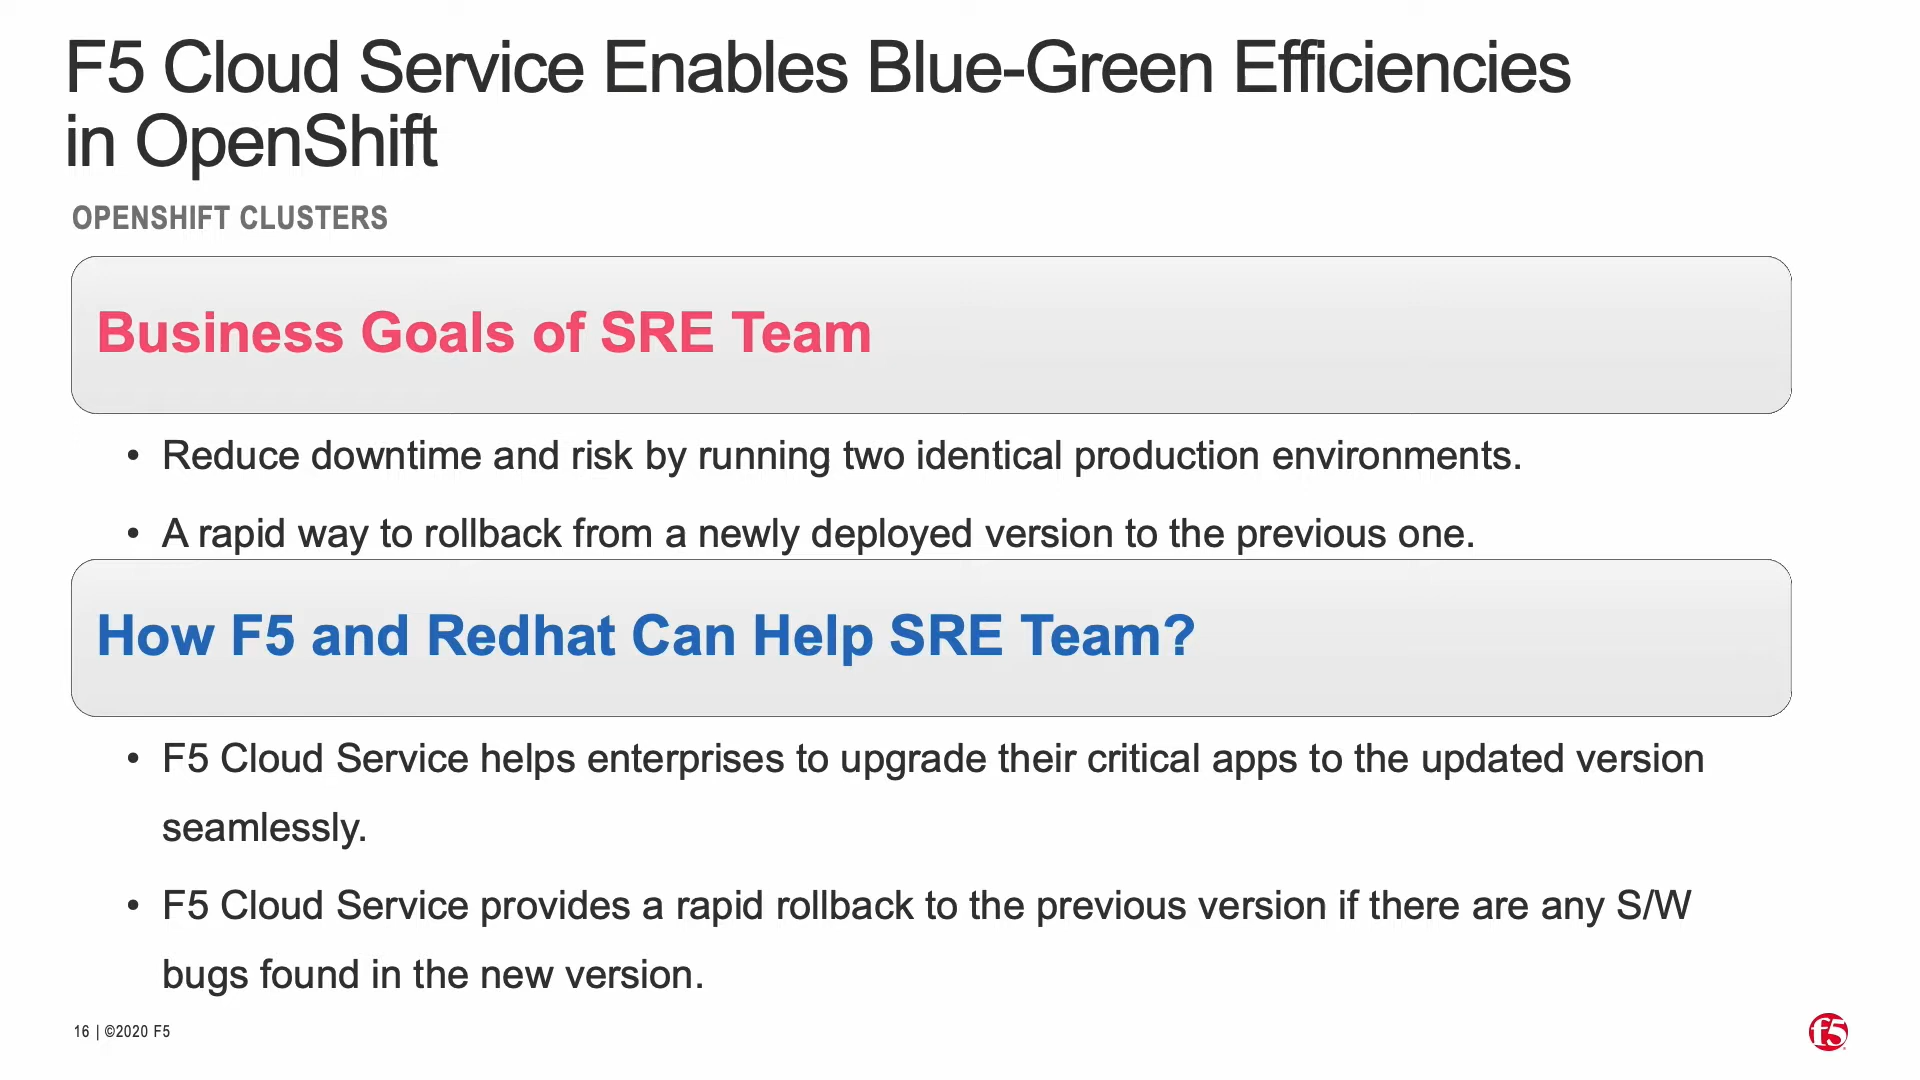 F5 Cloud Service Enables Blue-Green Efficiencies
in OpenShift
OPENSHIFT CLUSTERS
Business Goals of SRE Team
• Reduce downtime and risk by running two identical production environments.
• A rapid way to rollback from a newly deployed version to the previous one.
How F5 and Redhat Can Help SRE Team?
• F5 Cloud Service helps enterprises to upgrade their critical apps to the updated version
seamlessly.
• F5 Cloud Service provides a rapid rollback to the previous version if there are any S/W
bugs found in the new version.
16 | ©2020 F5
f5